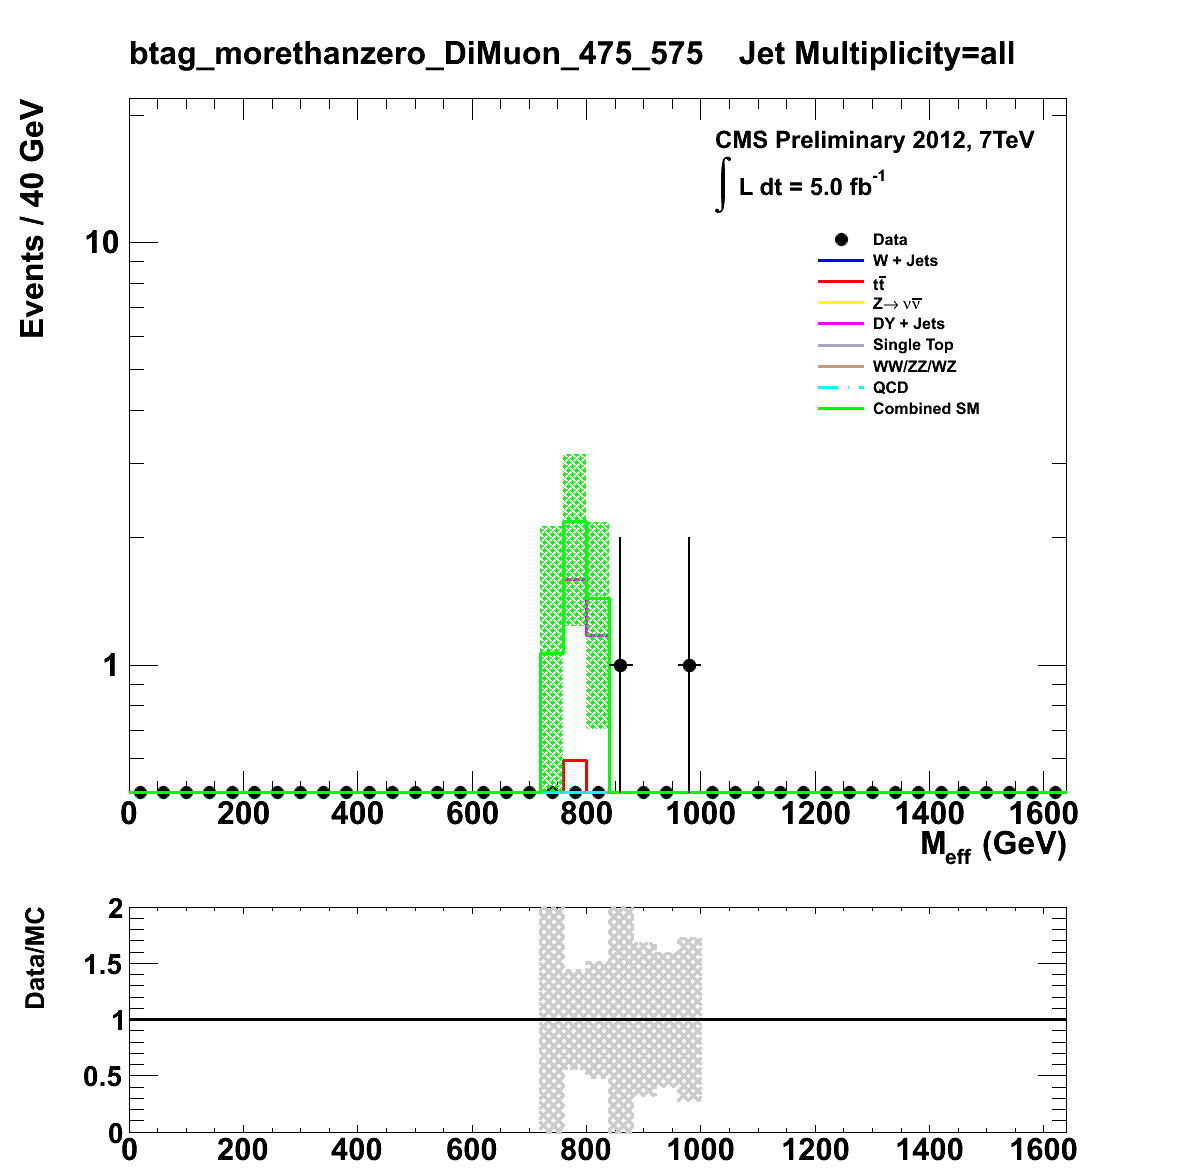 btag_morethanzero_DiMuon_475_575 Jet Multiplicity=all
Events / 40 GeV
CMS Preliminary 2012, 7TeV
∫ L dt = 5.0 fb⁻¹
Data
W + Jets
tt̅
Z→ νν̅
DY + Jets
Single Top
WW/ZZ/WZ
QCD
Combined SM
10
1
0 200 400 600 800 1000 1200 1400 1600
M_eff (GeV)
Data/MC
2
1.5
1
0.5
0
0 200 400 600 800 1000 1200 1400 1600